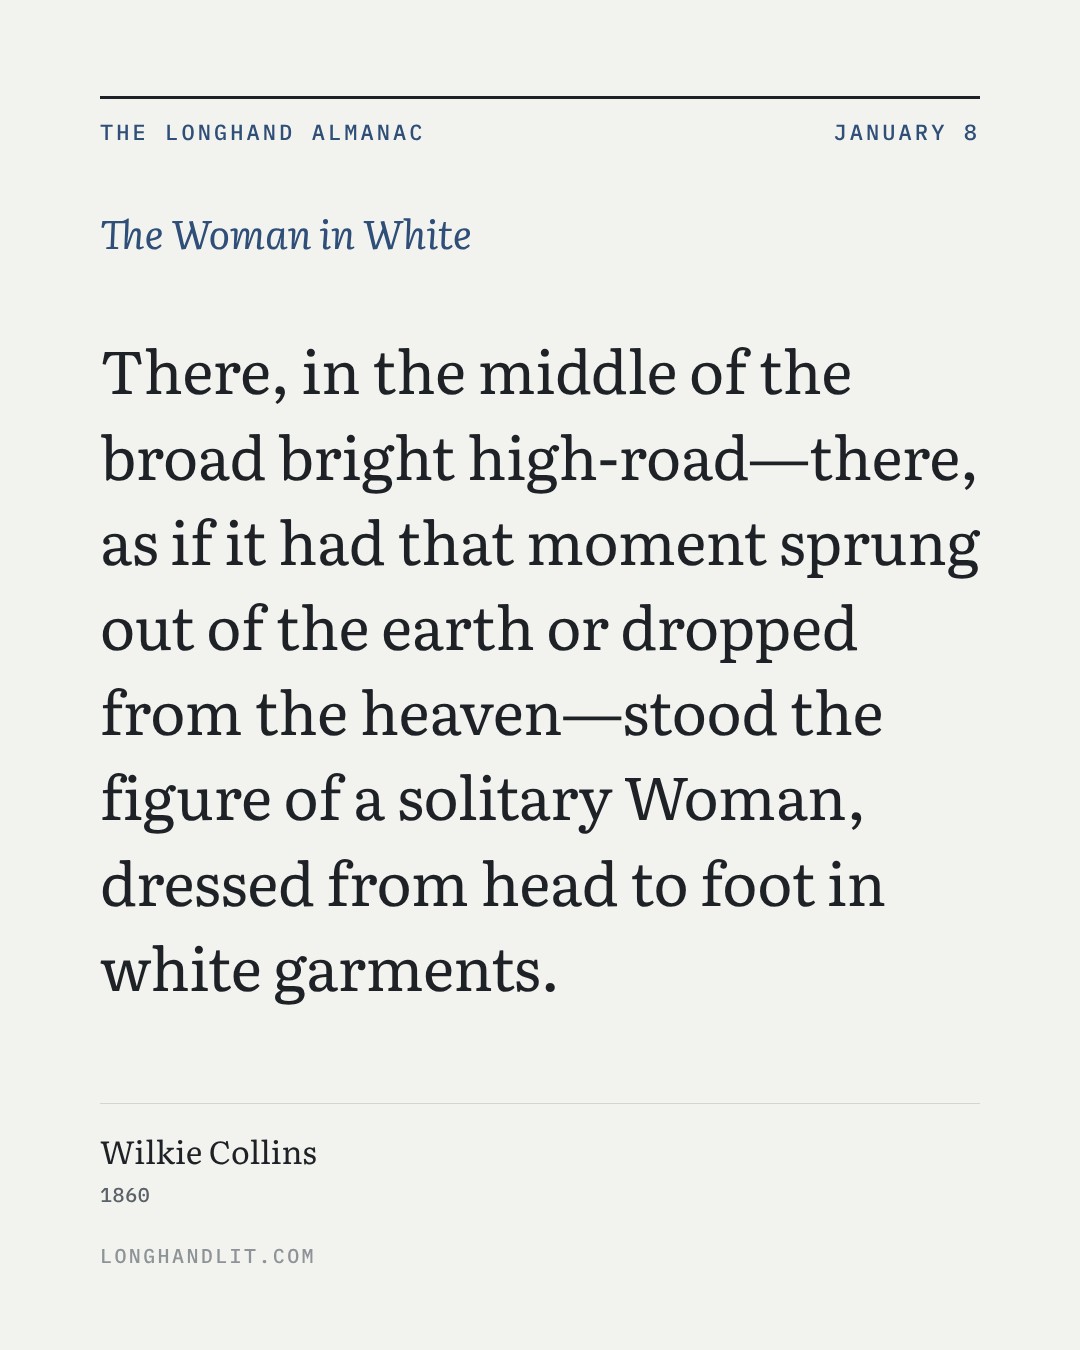 THE LONGHAND ALMANAC
JANUARY 8
The Woman in White
There, in the middle of the
broad bright high-road—there,
as if it had that moment sprung
out of the earth or dropped
from the heaven—stood the
figure of a solitary Woman,
dressed from head to foot in
white garments.
Wilkie Collins
1860
LONGHANDLIT.COM